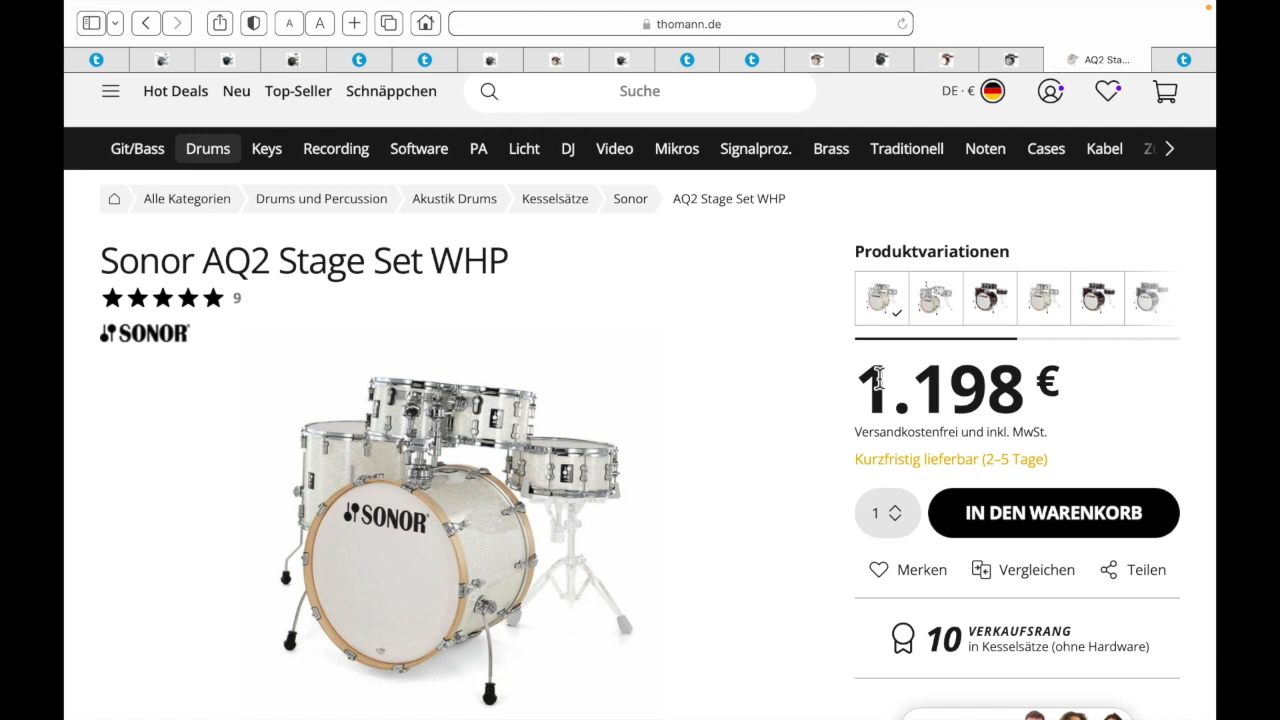 A A + thomann.de
AQ2 Sta...
Hot Deals Neu Top-Seller Schnäppchen Suche DE · €
Git/Bass Drums Keys Recording Software PA Licht DJ Video Mikros Signalproz. Brass Traditionell Noten Cases Kabel
Alle Kategorien Drums und Percussion Akustik Drums Kesselsätze Sonor AQ2 Stage Set WHP
Sonor AQ2 Stage Set WHP
9
SONOR
SONOR
Produktvariationen
1.198 €
Versandkostenfrei und inkl. MwSt.
Kurzfristig lieferbar (2–5 Tage)
1 IN DEN WARENKORB
Merken Vergleichen Teilen
10 VERKAUFSRANG
in Kesselsätze (ohne Hardware)